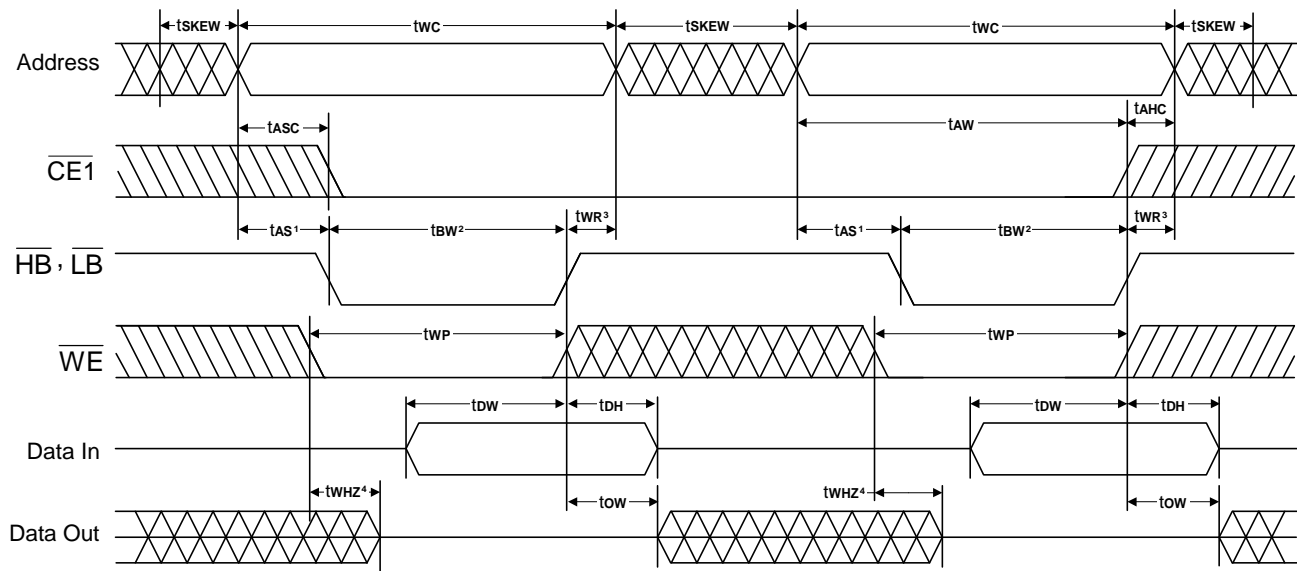 tSKEW tWC tSKEW tWC tSKEW
Address
tASC tAW tAHC
CE1
tAS¹ tBW² tWR³ tAS¹ tBW² tWR³
HB, LB
tWP tWP
WE
tDW tDH tDW tDH
Data In
tWHZ⁴ tOW tWHZ⁴ tOW
Data Out